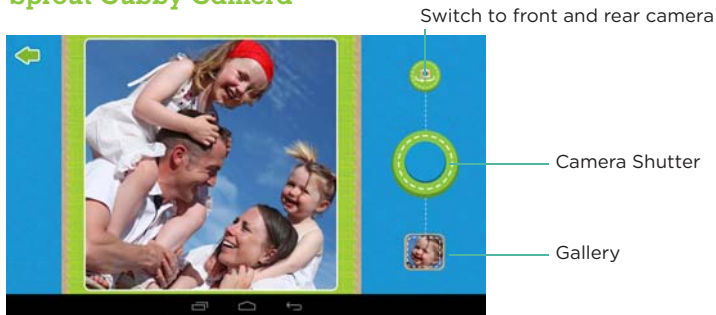 Sprout Cubby Camera
Switch to front and rear camera
Camera Shutter
Gallery